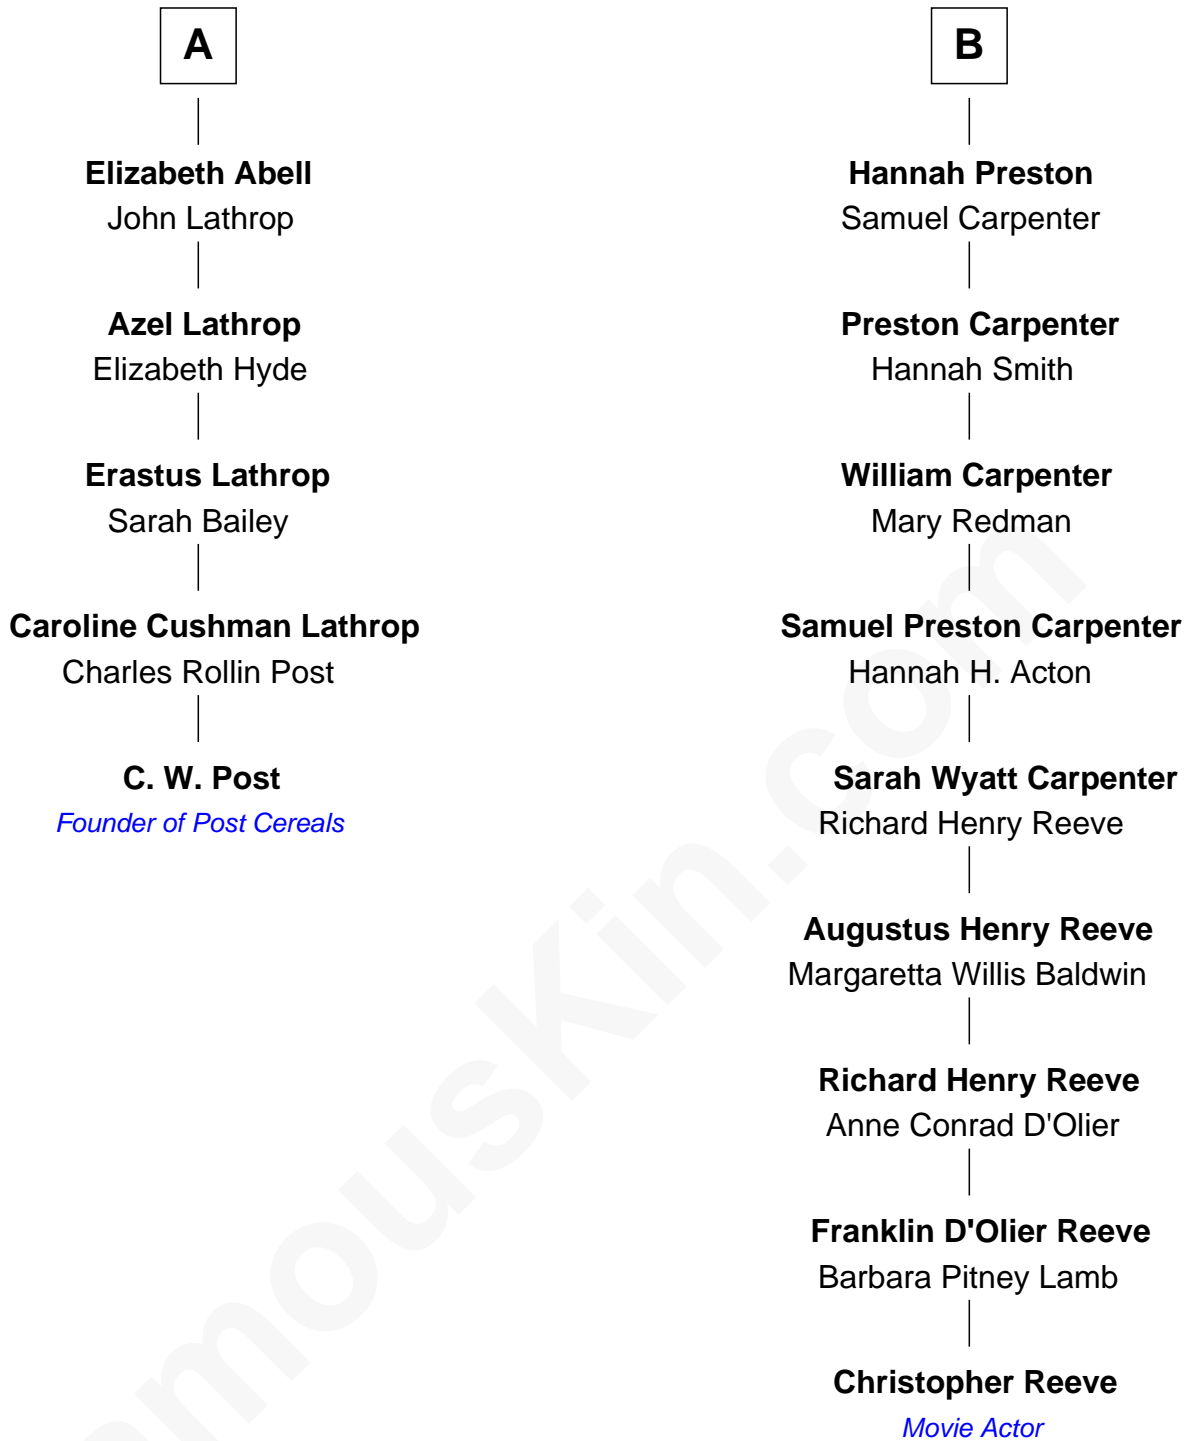 A
Elizabeth Abell
John Lathrop
Azel Lathrop
Elizabeth Hyde
Erastus Lathrop
Sarah Bailey
Caroline Cushman Lathrop
Charles Rollin Post
C. W. Post
Founder of Post Cereals
B
Hannah Preston
Samuel Carpenter
Preston Carpenter
Hannah Smith
William Carpenter
Mary Redman
Samuel Preston Carpenter
Hannah H. Acton
Sarah Wyatt Carpenter
Richard Henry Reeve
Augustus Henry Reeve
Margaretta Willis Baldwin
Richard Henry Reeve
Anne Conrad D'Olier
Franklin D'Olier Reeve
Barbara Pitney Lamb
Christopher Reeve
Movie Actor
amousKin.com